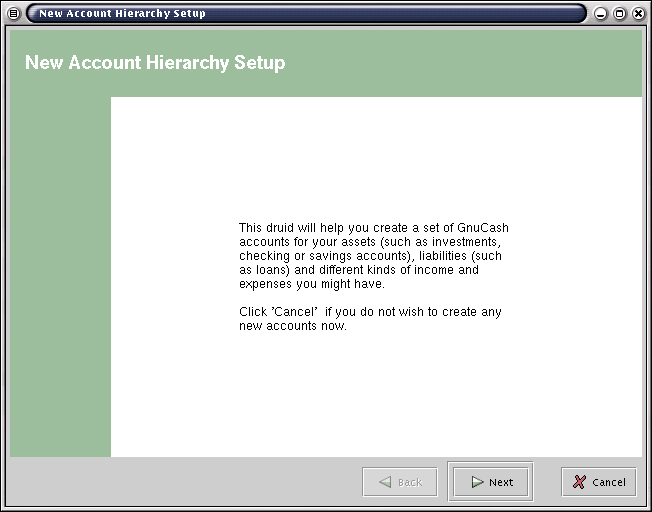 New Account Hierarchy Setup
New Account Hierarchy Setup
This druid will help you create a set of GnuCash
accounts for your assets (such as investments,
checking or savings accounts), liabilities (such
as loans) and different kinds of income and
expenses you might have.
Click 'Cancel'  if you do not wish to create any
new accounts now.
Back
Next
Cancel